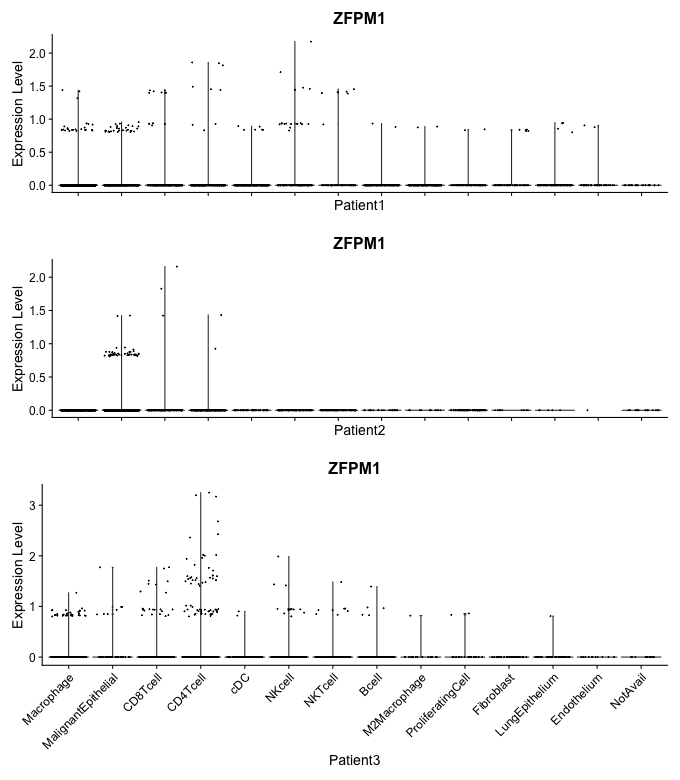 ZFPM1
Expression Level
2.0
1.5
1.0
0.5
0.0
Patient1
ZFPM1
Expression Level
2.0
1.5
1.0
0.5
0.0
Patient2
ZFPM1
Expression Level
3
2
1
0
Macrophage
MalignantEpithelial
CD8Tcell
CD4Tcell
cDC
NKcell
NKTcell
Bcell
M2Macrophage
ProliferatingCell
Fibroblast
LungEpithelium
Endothelium
NotAvail
Patient3